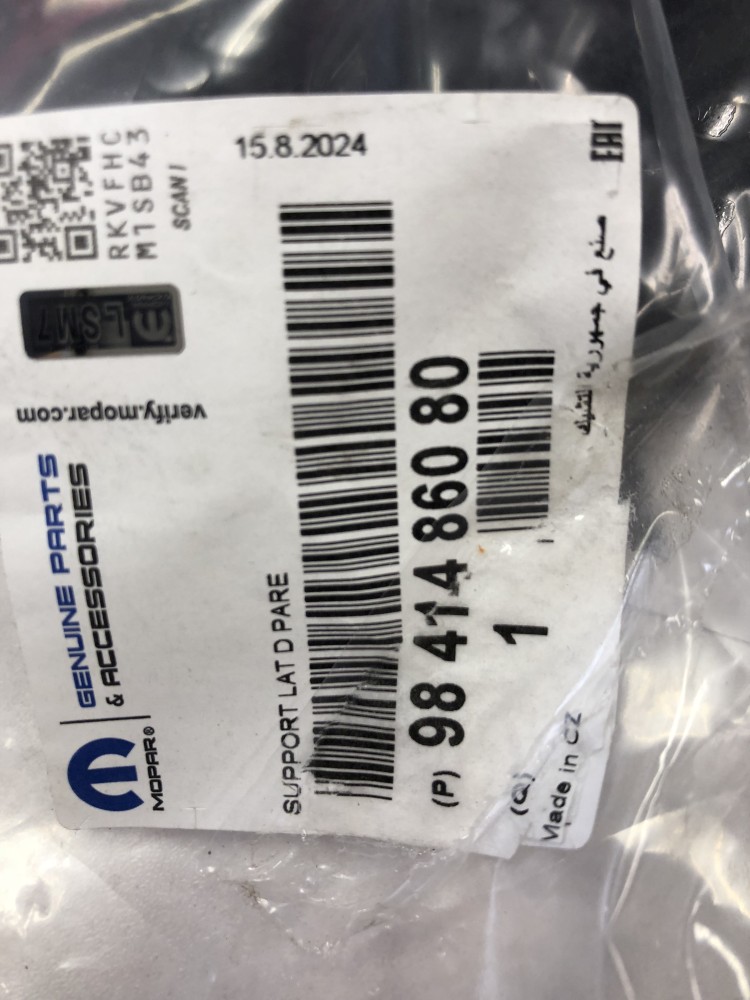 MOPAR®
GENUINE PARTS
& ACCESSORIES
verify.mopar.com
RKVFHC
M1SB43
SCAN!
SUPPORT LAT D PARE
15.8.2024
(P) 98 414 860 80
(Q) 1
Made in CZ
صنع في جمهورية التشيك
EAC